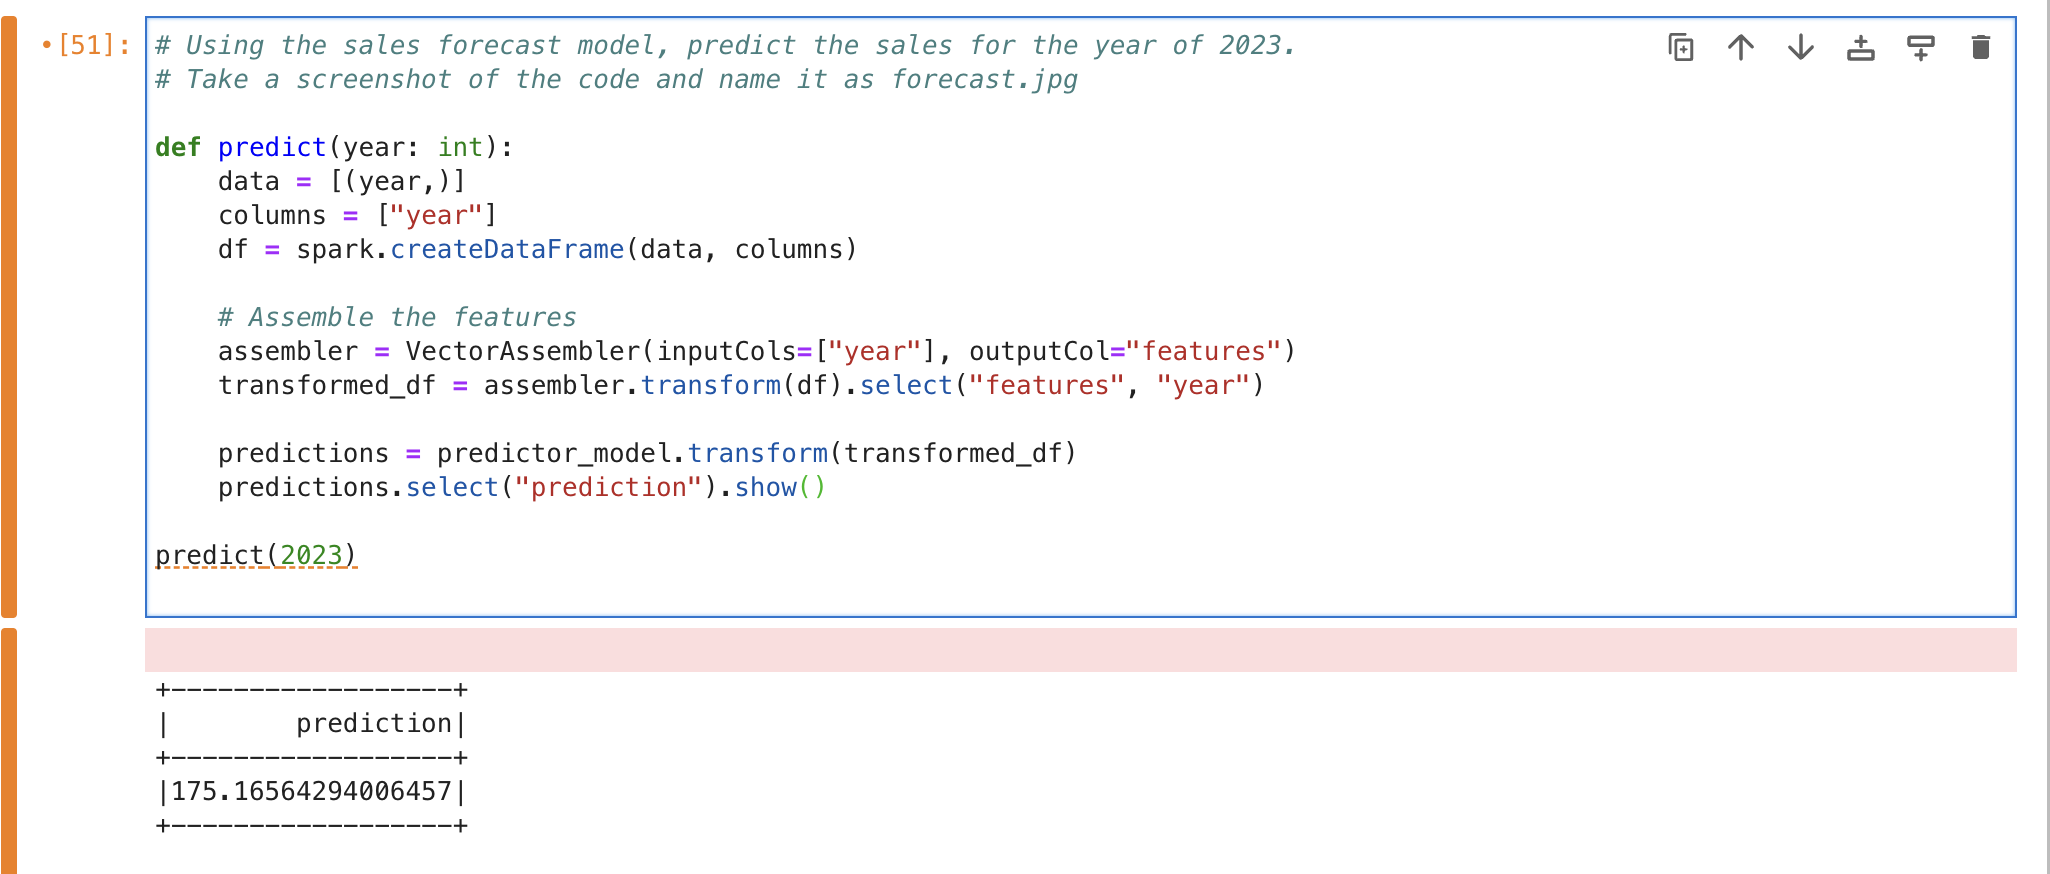 •[51]:
# Using the sales forecast model, predict the sales for the year of 2023.
# Take a screenshot of the code and name it as forecast.jpg

def predict(year: int):
    data = [(year,)]
    columns = ["year"]
    df = spark.createDataFrame(data, columns)

    # Assemble the features
    assembler = VectorAssembler(inputCols=["year"], outputCol="features")
    transformed_df = assembler.transform(df).select("features", "year")

    predictions = predictor_model.transform(transformed_df)
    predictions.select("prediction").show()

predict(2023)

+------------------+
|        prediction|
+------------------+
|175.16564294006457|
+------------------+